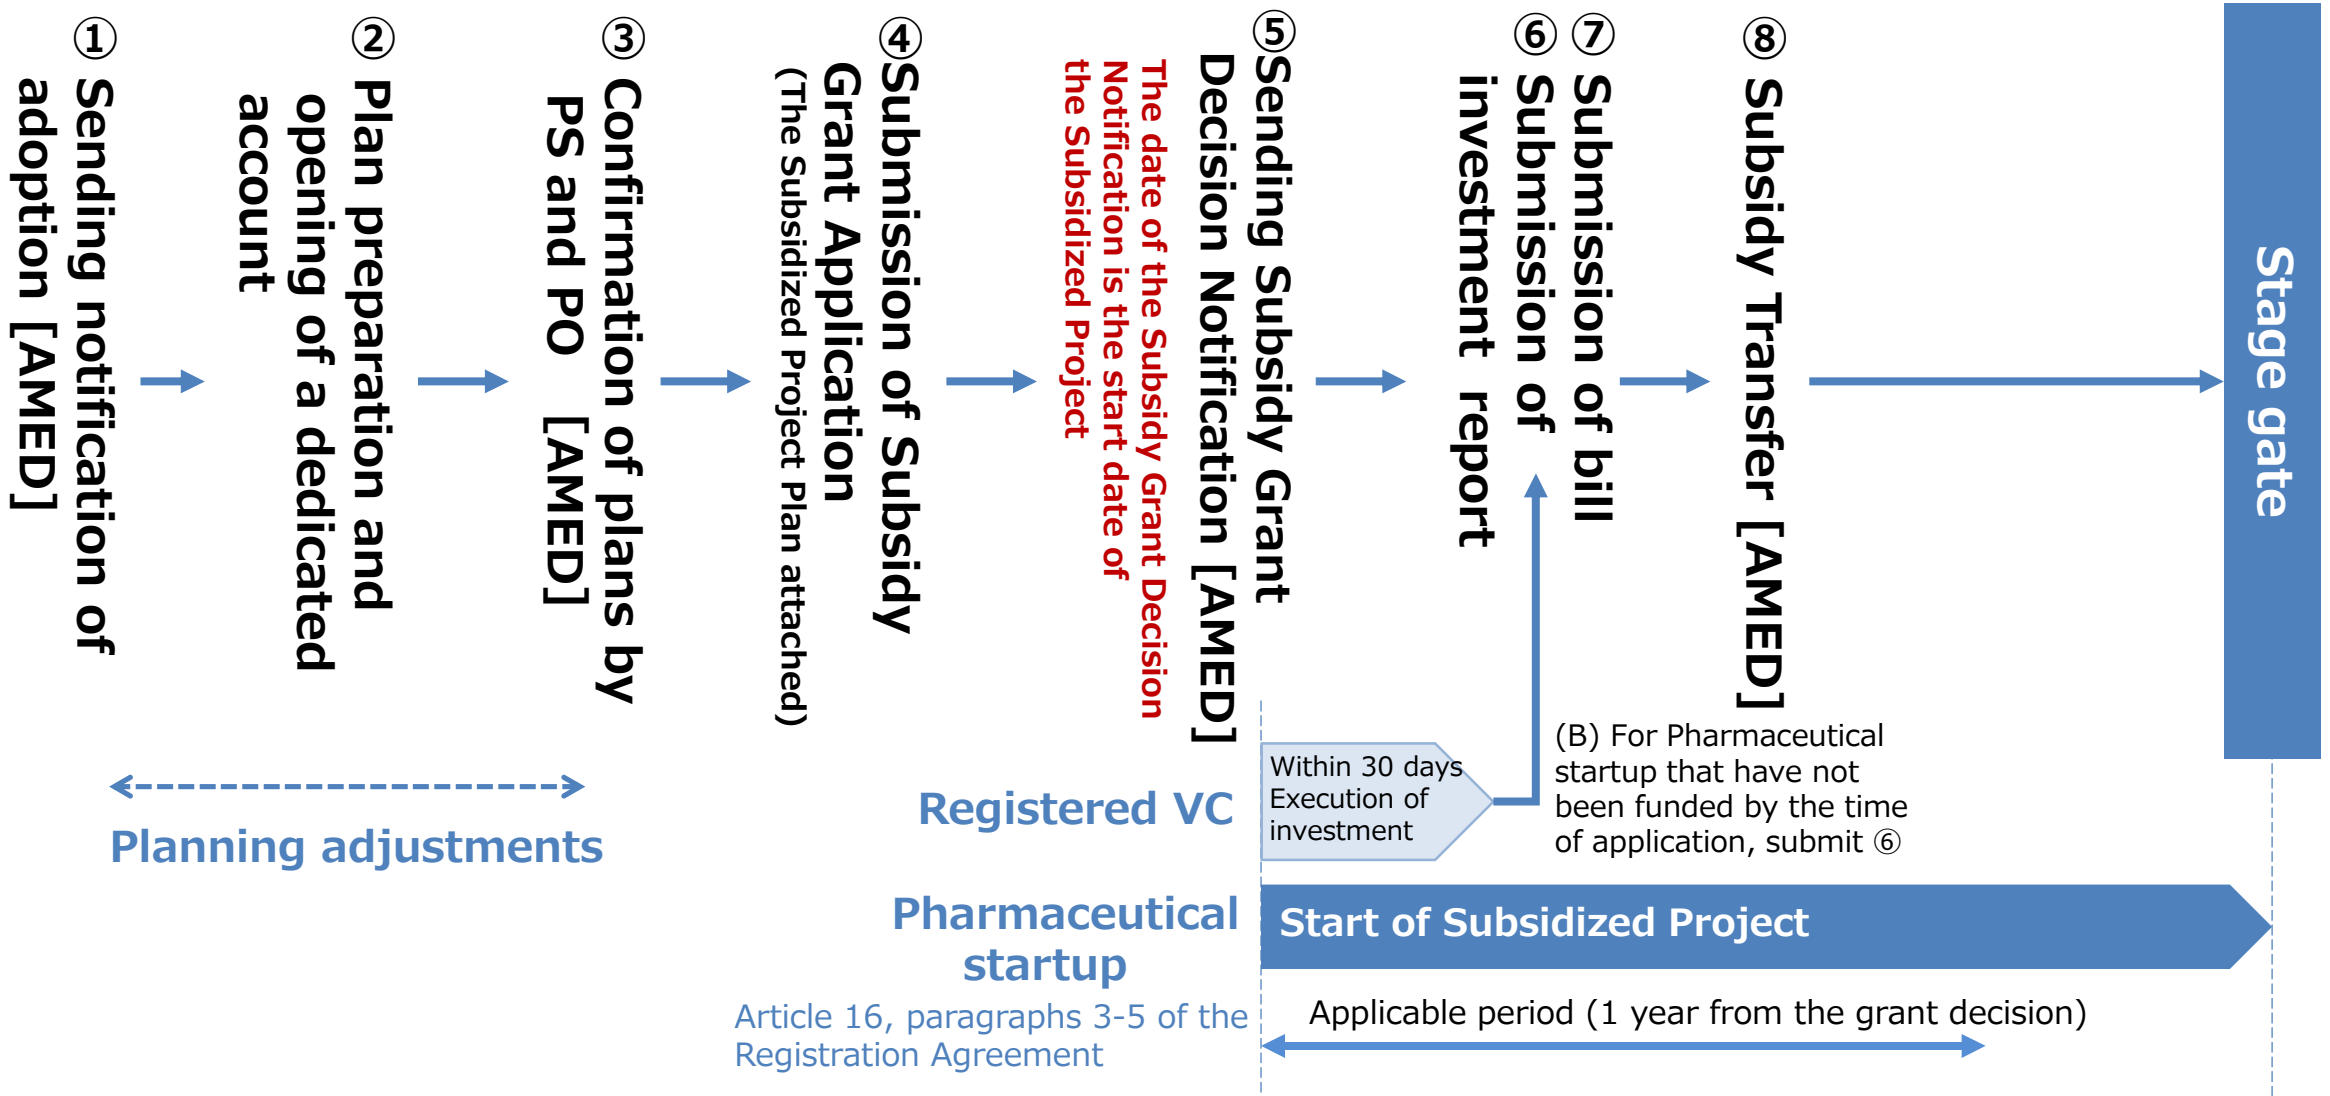 ① Sending notification of
adoption [AMED]
② Plan preparation and
opening of a dedicated
account
③ Confirmation of plans by
PS and PO [AMED]
④Submission of Subsidy
Grant Application
(The Subsidized Project Plan attached)
⑤Sending Subsidy Grant
Decision Notification [AMED]
The date of the Subsidy Grant Decision
Notification is the start date of
the Subsidized Project
⑥ Submission of
investment report
⑦ Submission of bill
⑧ Subsidy Transfer [AMED]
Stage gate
Planning adjustments
Registered VC
Within 30 days
Execution of
investment
(B) For Pharmaceutical
startup that have not
been funded by the time
of application, submit ⑥
Pharmaceutical
startup
Start of Subsidized Project
Article 16, paragraphs 3-5 of the
Registration Agreement
Applicable period (1 year from the grant decision)